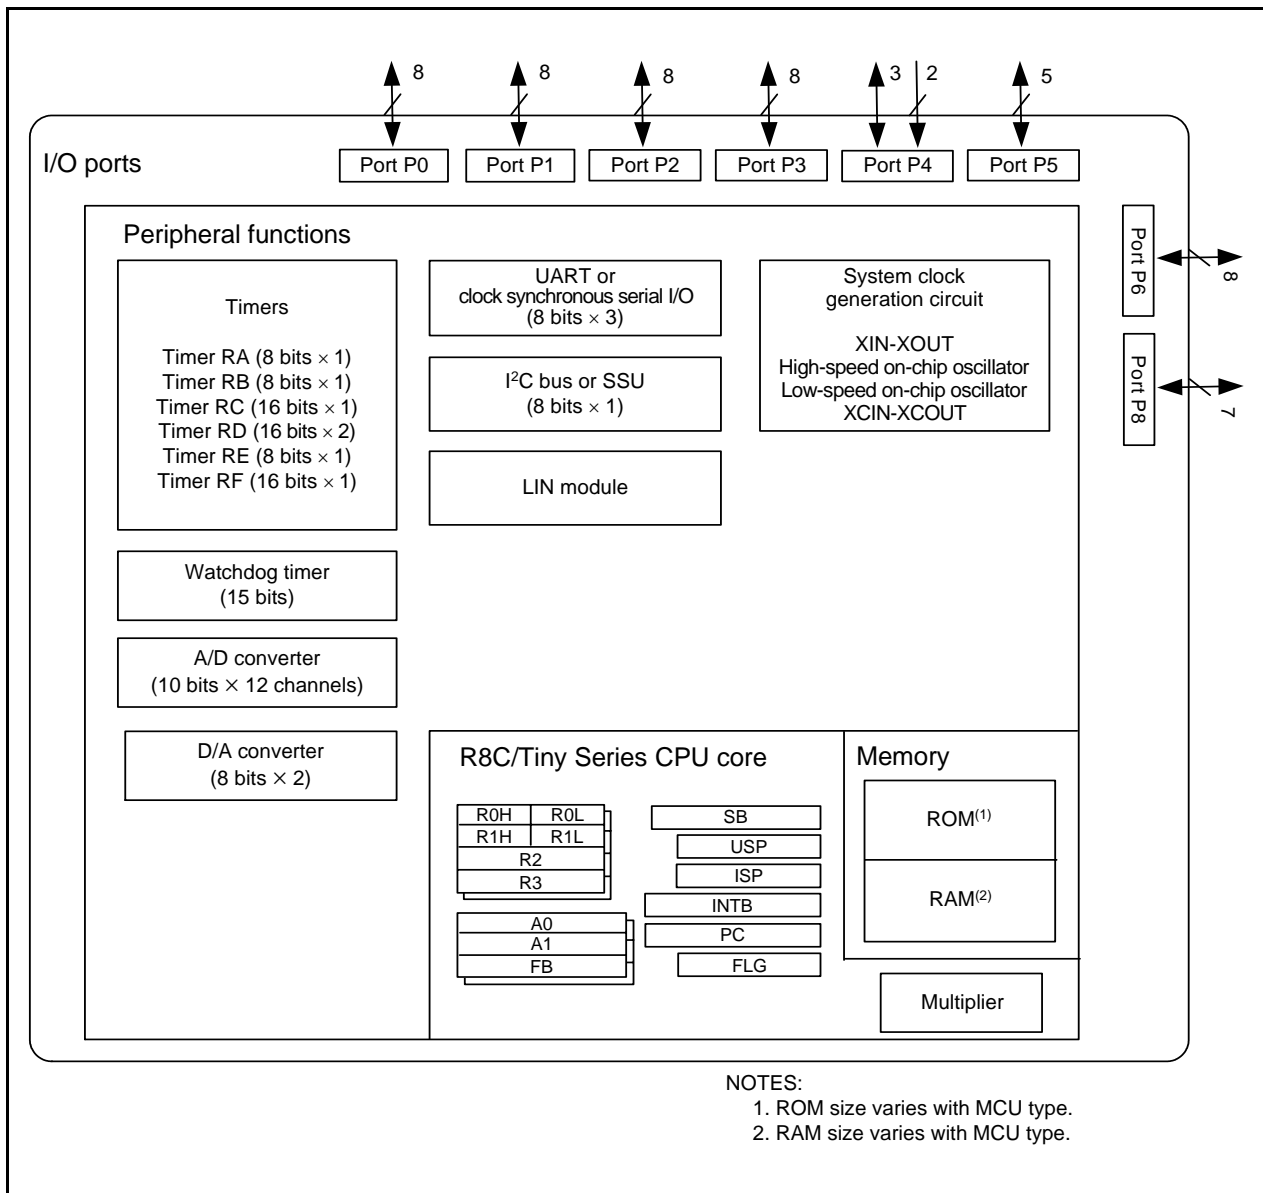 8 8 8 8 3 2 5
I/O ports
Port P0 Port P1 Port P2 Port P3 Port P4 Port P5
Port P6
8
Port P8
7
Peripheral functions
Timers
Timer RA (8 bits × 1)
Timer RB (8 bits × 1)
Timer RC (16 bits × 1)
Timer RD (16 bits × 2)
Timer RE (8 bits × 1)
Timer RF (16 bits × 1)
UART or
clock synchronous serial I/O
(8 bits × 3)
I²C bus or SSU
(8 bits × 1)
LIN module
System clock
generation circuit
XIN-XOUT
High-speed on-chip oscillator
Low-speed on-chip oscillator
XCIN-XCOUT
Watchdog timer
(15 bits)
A/D converter
(10 bits × 12 channels)
D/A converter
(8 bits × 2)
R8C/Tiny Series CPU core
R0H R0L
R1H R1L
R2
R3
A0
A1
FB
SB
USP
ISP
INTB
PC
FLG
Memory
ROM(1)
RAM(2)
Multiplier
NOTES:
1. ROM size varies with MCU type.
2. RAM size varies with MCU type.